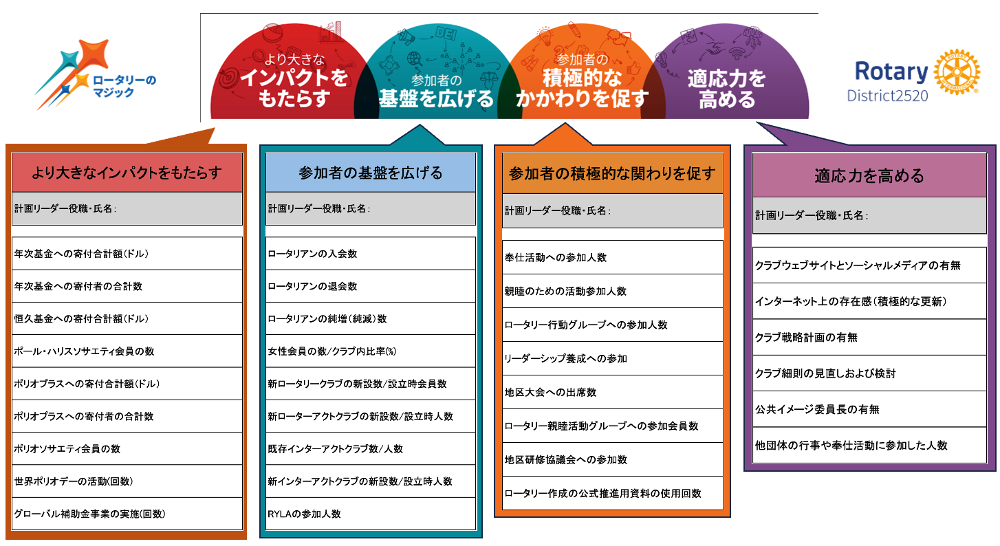 ロータリーの
マジック
より大きな
インパクトを
もたらす
DEI
参加者の
基盤を広げる
参加者の
積極的な
かかわりを促す
適応力を
高める
Rotary
District2520
ROTARY
INTERNATIONAL
®
より大きなインパクトをもたらす
計画リーダー役職・氏名:
年次基金への寄付合計額(ドル)
年次基金への寄付者の合計数
恒久基金への寄付合計額(ドル)
ポール・ハリスソサエティ会員の数
ポリオプラスへの寄付合計額(ドル)
ポリオプラスへの寄付者の合計数
ポリオソサエティ会員の数
世界ポリオデーの活動(回数)
グローバル補助金事業の実施(回数)
参加者の基盤を広げる
計画リーダー役職・氏名:
ロータリアンの入会数
ロータリアンの退会数
ロータリアンの純増(純減)数
女性会員の数/クラブ内比率(%)
新ロータリークラブの新設数/設立時会員数
新ローターアクトクラブの新設数/設立時人数
既存インターアクトクラブ数/人数
新インターアクトクラブの新設数/設立時人数
RYLAの参加人数
参加者の積極的な関わりを促す
計画リーダー役職・氏名:
奉仕活動への参加人数
親睦のための活動参加人数
ロータリー行動グループへの参加人数
リーダーシップ養成への参加
地区大会への出席数
ロータリー親睦活動グループへの参加会員数
地区研修協議会への参加数
ロータリー作成の公式推進用資料の使用回数
適応力を高める
計画リーダー役職・氏名:
クラブウェブサイトとソーシャルメディアの有無
インターネット上の存在感(積極的な更新)
クラブ戦略計画の有無
クラブ細則の見直しおよび検討
公共イメージ委員長の有無
他団体の行事や奉仕活動に参加した人数